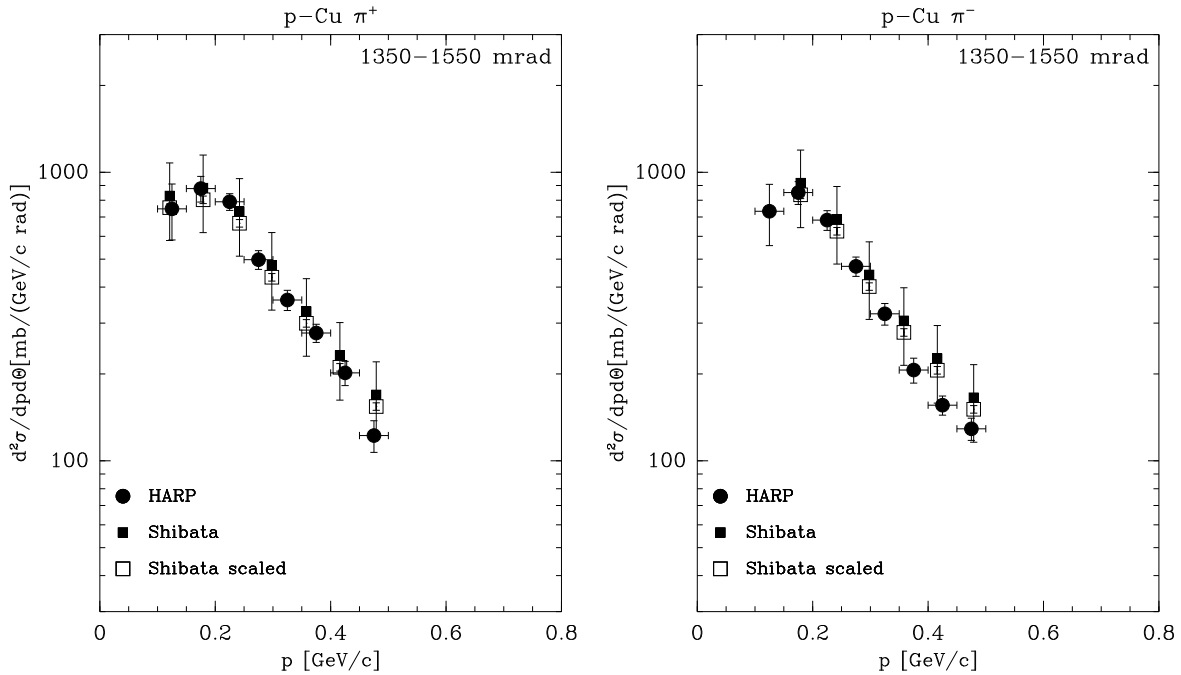 p−Cu π⁺
1350−1550 mrad
1000
100
d²σ/dpdΘ[mb/(GeV/c rad)]
HARP
Shibata
Shibata scaled
0 0.2 0.4 0.6 0.8
p [GeV/c]
p−Cu π⁻
1350−1550 mrad
1000
100
d²σ/dpdΘ[mb/(GeV/c rad)]
HARP
Shibata
Shibata scaled
0 0.2 0.4 0.6 0.8
p [GeV/c]